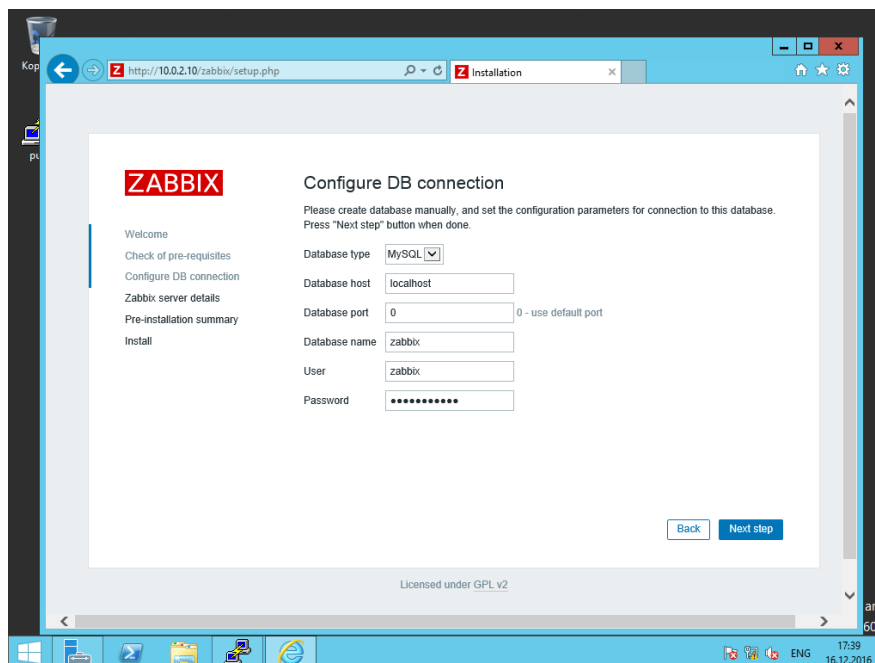 Kop
http://10.0.2.10/zabbix/setup.php
Z Installation
pu
ZABBIX
Welcome
Check of pre-requisites
Configure DB connection
Zabbix server details
Pre-installation summary
Install
Configure DB connection
Please create database manually, and set the configuration parameters for connection to this database.
Press "Next step" button when done.
Database type MySQL
Database host localhost
Database port 0 0 - use default port
Database name zabbix
User zabbix
Password •••••••••••
Back Next step
Licensed under GPL v2
ar
60
ENG 17:39
16.12.2016